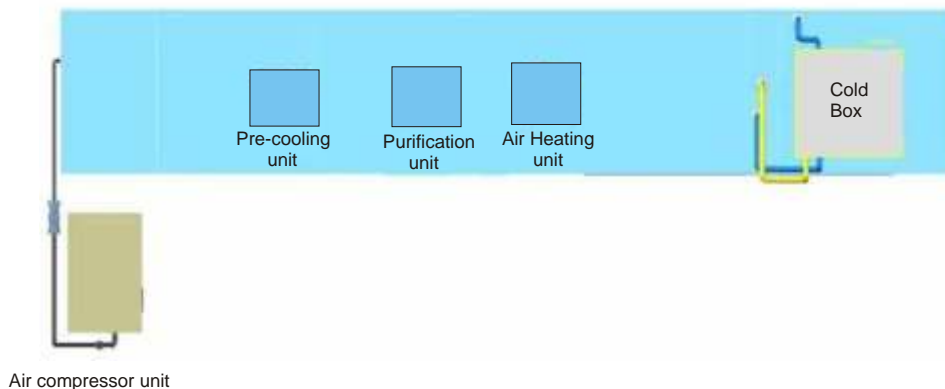 Cold
Box
Pre-cooling
unit
Purification
unit
Air Heating
unit
Air compressor unit